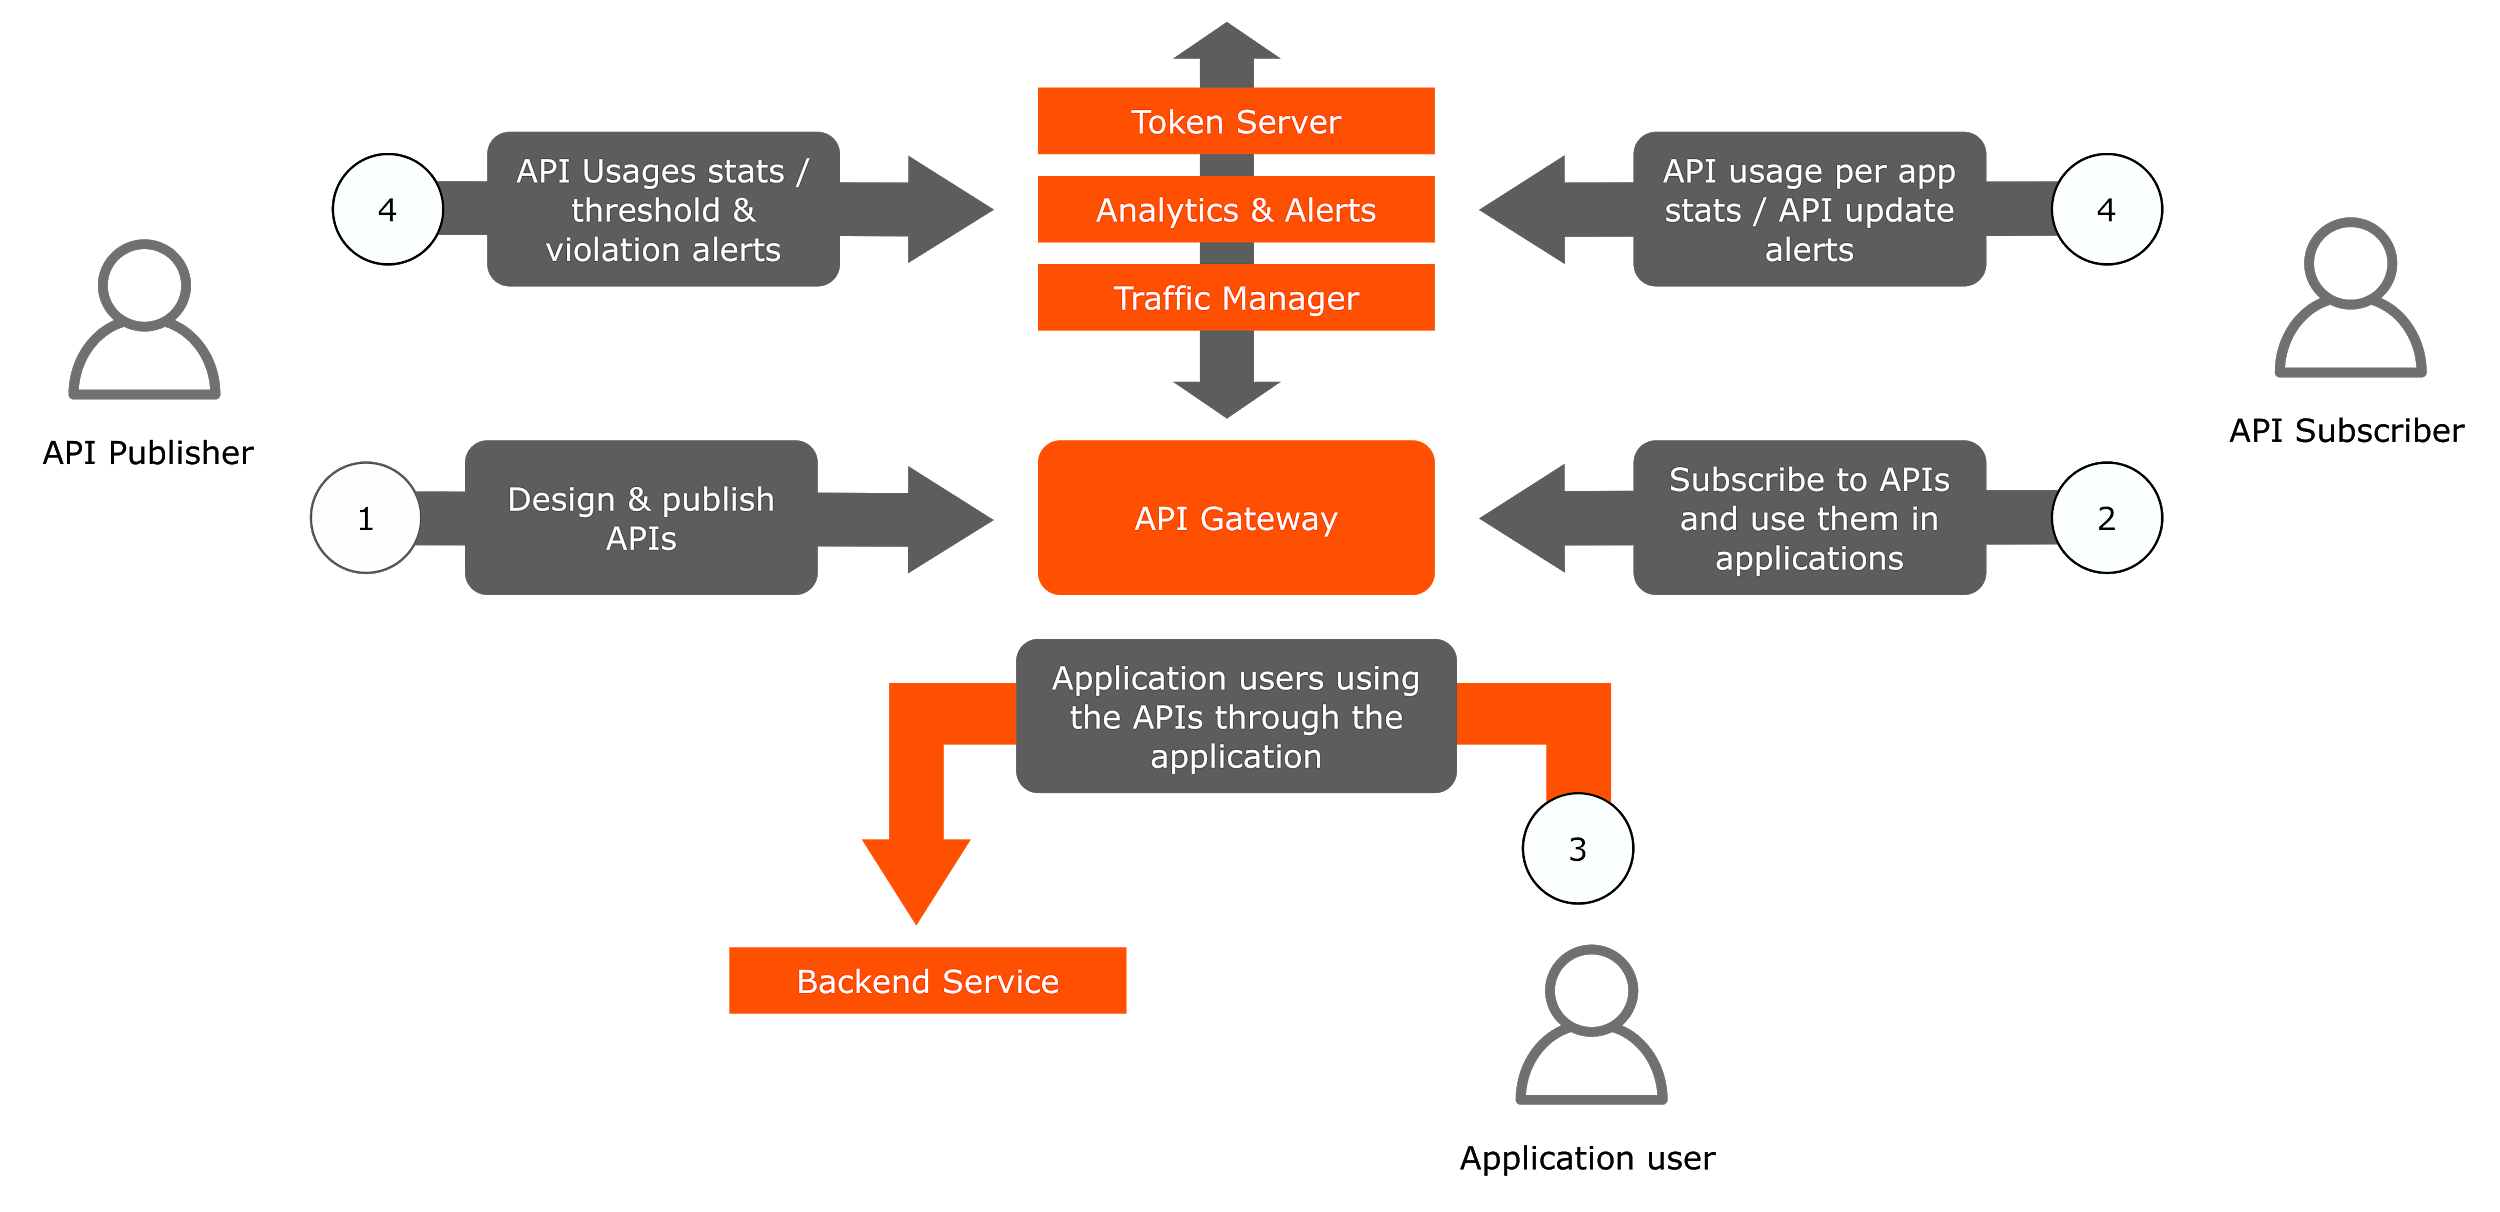 Token Server
API Usages stats /
threshold &
violation alerts
4
Analytics & Alerts
API usage per app
stats / API update
alerts
4
Traffic Manager
API Publisher
API Subscriber
1
Design & publish
APIs
API Gateway
Subscribe to APIs
and use them in
applications
2
Application users using
the APIs through the
application
3
Backend Service
Application user